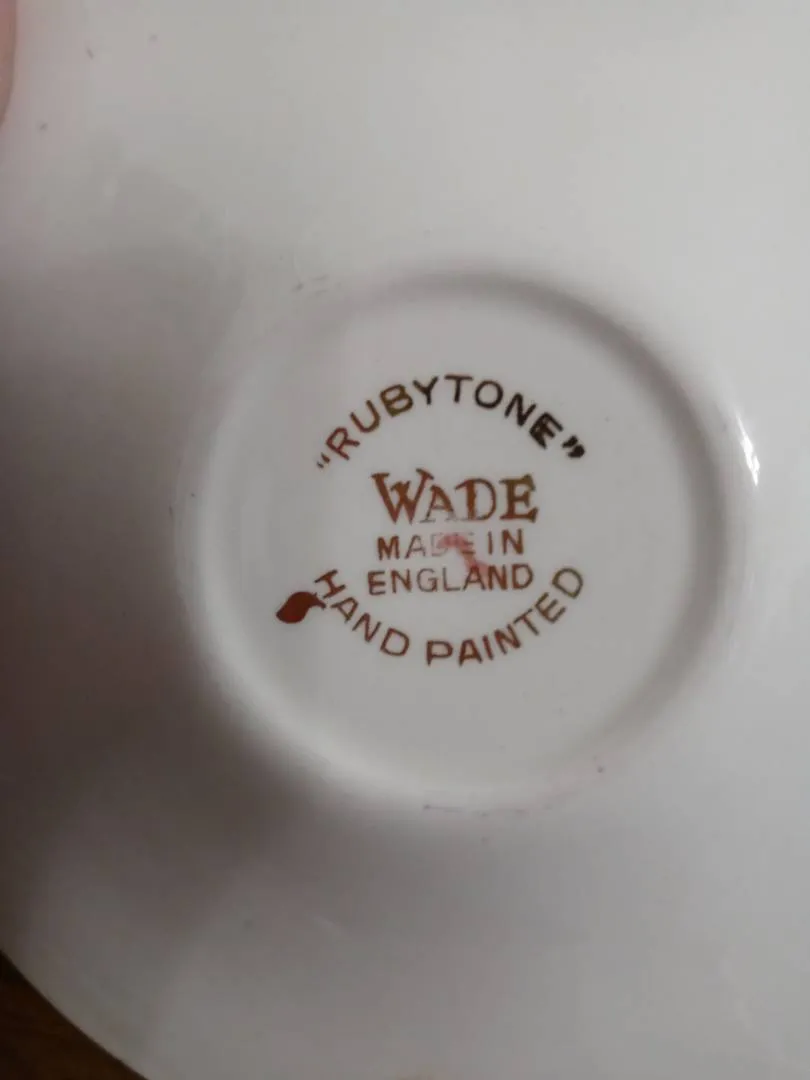 "RUBYTONE"
WADE
MADE IN
ENGLAND
HAND PAINTED